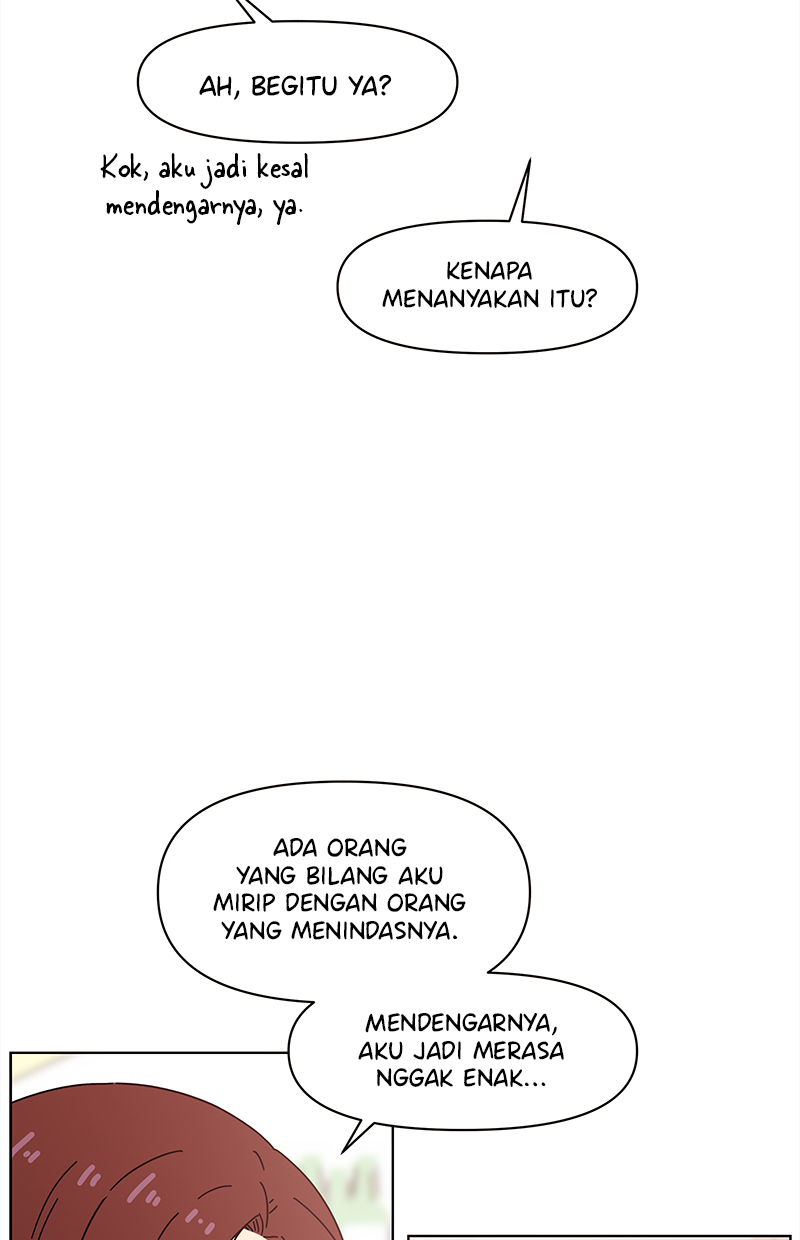 AH, BEGITU YA?
Kok, aku jadi kesal
mendengarnya, ya.
KENAPA
MENANYAKAN ITU?
ADA ORANG
YANG BILANG AKU
MIRIP DENGAN ORANG
YANG MENINDASNYA.
MENDENGARNYA,
AKU JADI MERASA
NGGAK ENAK...